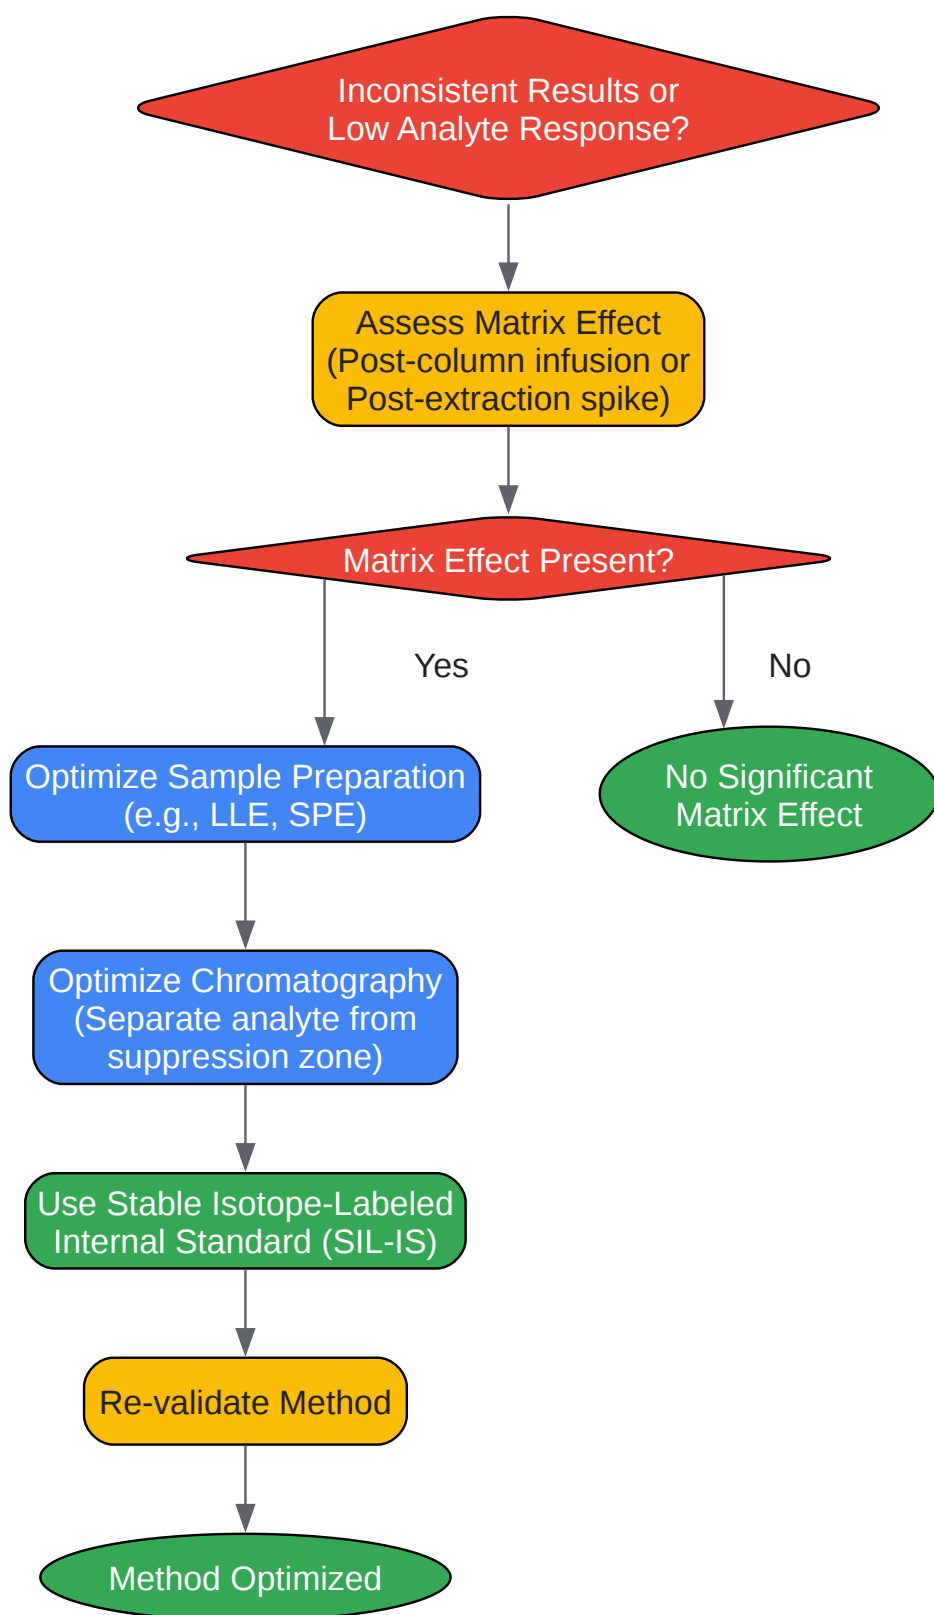 Inconsistent Results or
Low Analyte Response?
Assess Matrix Effect
(Post-column infusion or
Post-extraction spike)
Matrix Effect Present?
Yes
No
Optimize Sample Preparation
(e.g., LLE, SPE)
No Significant
Matrix Effect
Optimize Chromatography
(Separate analyte from
suppression zone)
Use Stable Isotope-Labeled
Internal Standard (SIL-IS)
Re-validate Method
Method Optimized